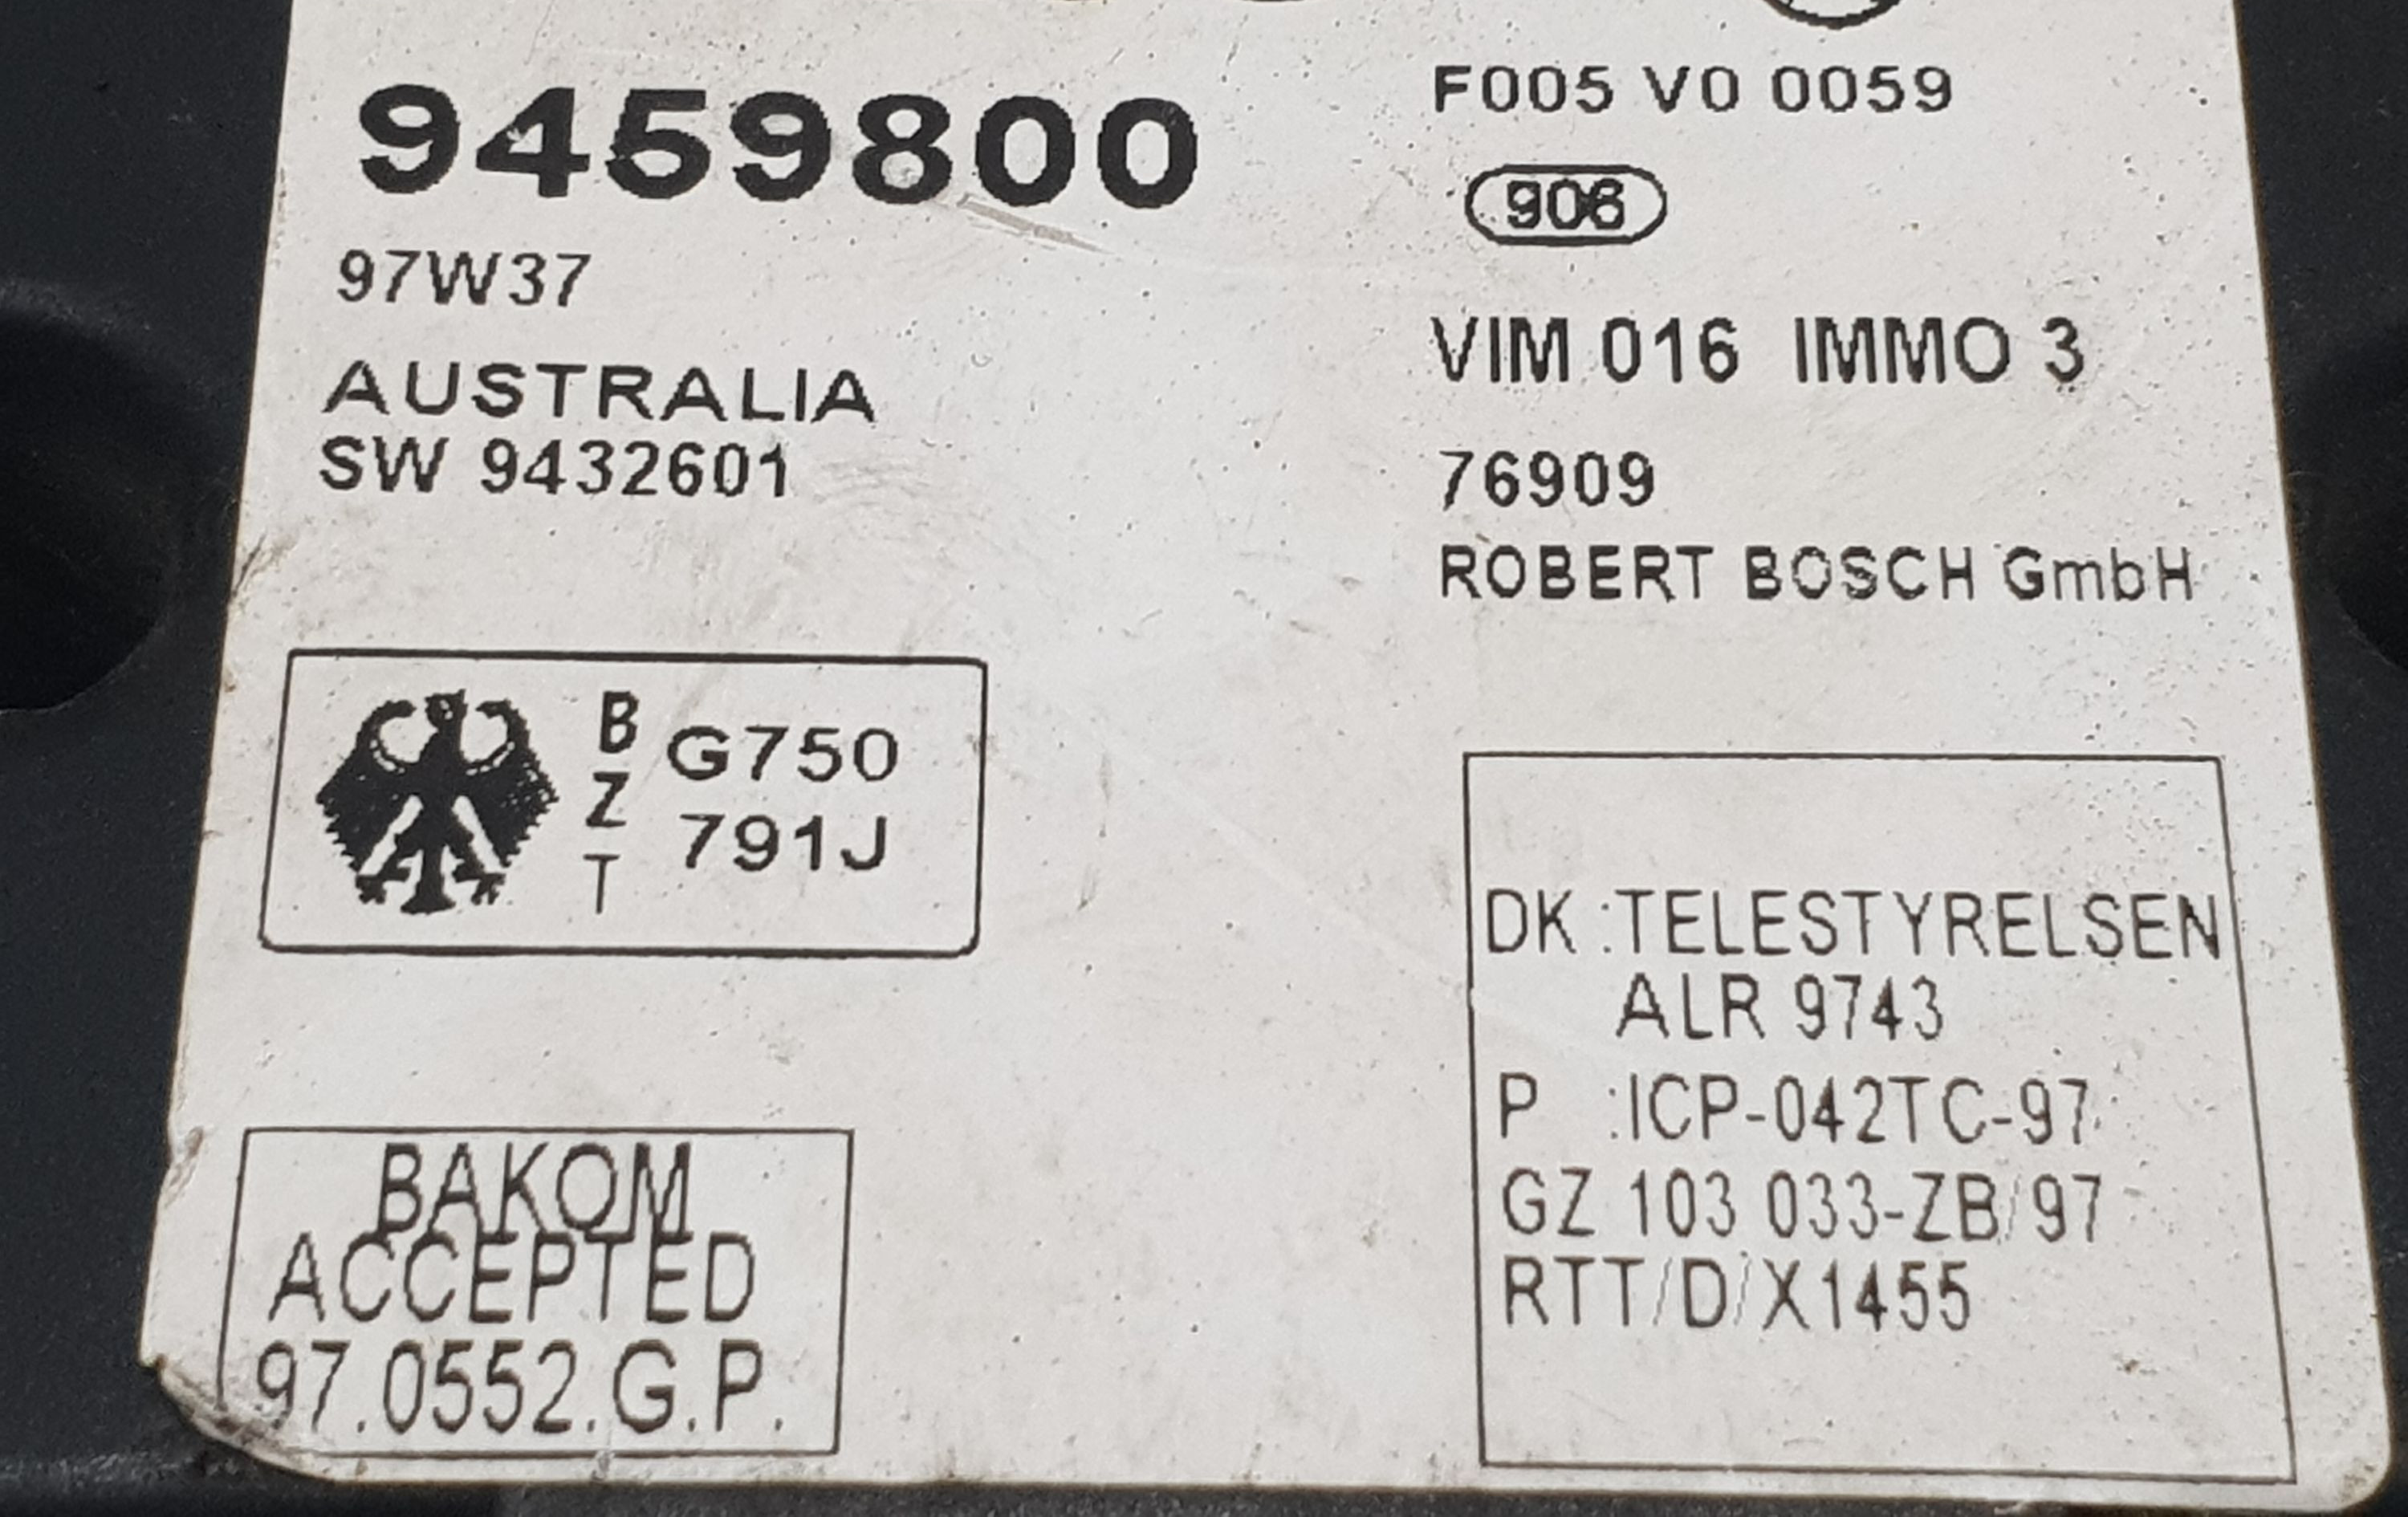 9459800
97W37
AUSTRALIA
SW 9432601
F005 V0 0059
906
VIM 016 IMMO 3
76909
ROBERT BOSCH GmbH
BZT
G750
791J
BAKOM
ACCEPTED
97.0552.G.P.
DK :TELESTYRELSEN
ALR 9743
P :ICP-042TC-97
GZ 103 033-ZB/97
RTT/D/X1455